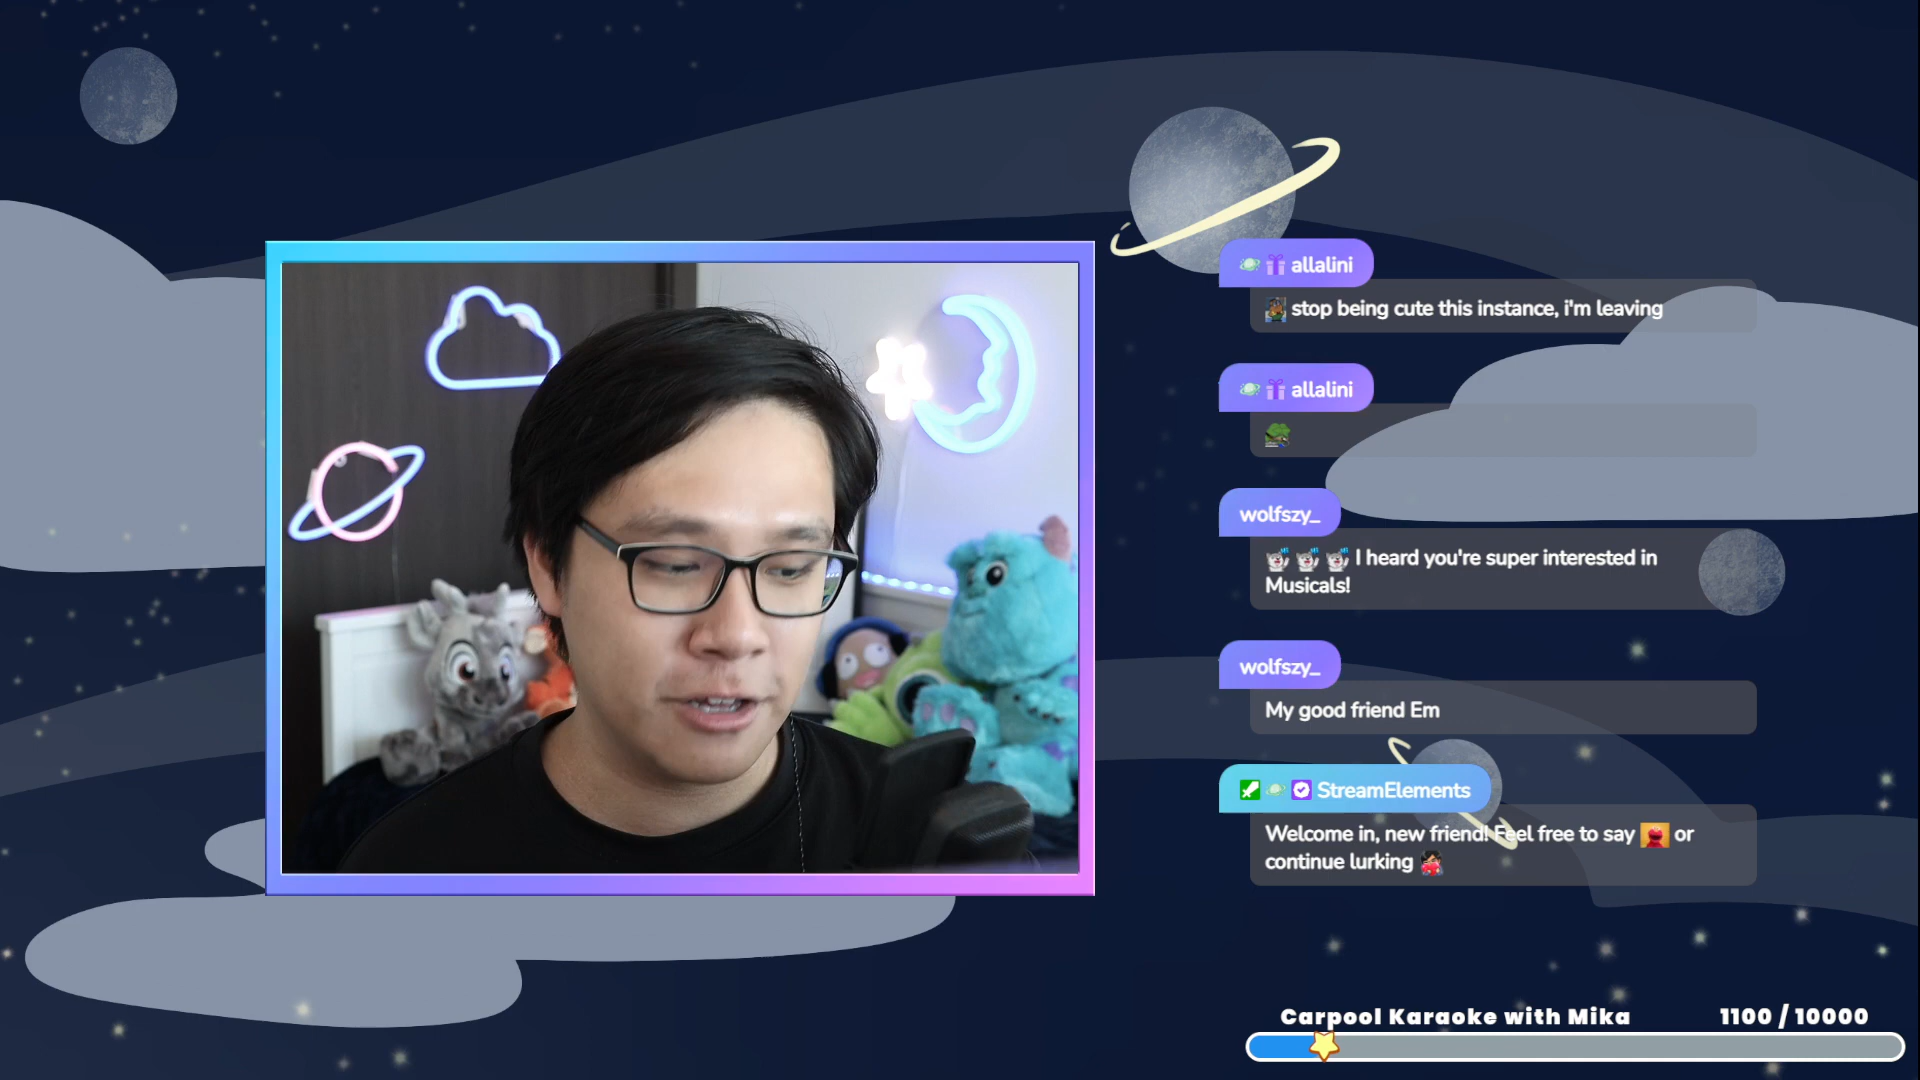 allalini
stop being cute this instance, i'm leaving
allalini
wolfszy_
I heard you're super interested in
Musicals!
wolfszy_
My good friend Em
StreamElements
Welcome in, new friend! Feel free to say or
continue lurking
Carpool Karaoke with Mika 1100 / 10000